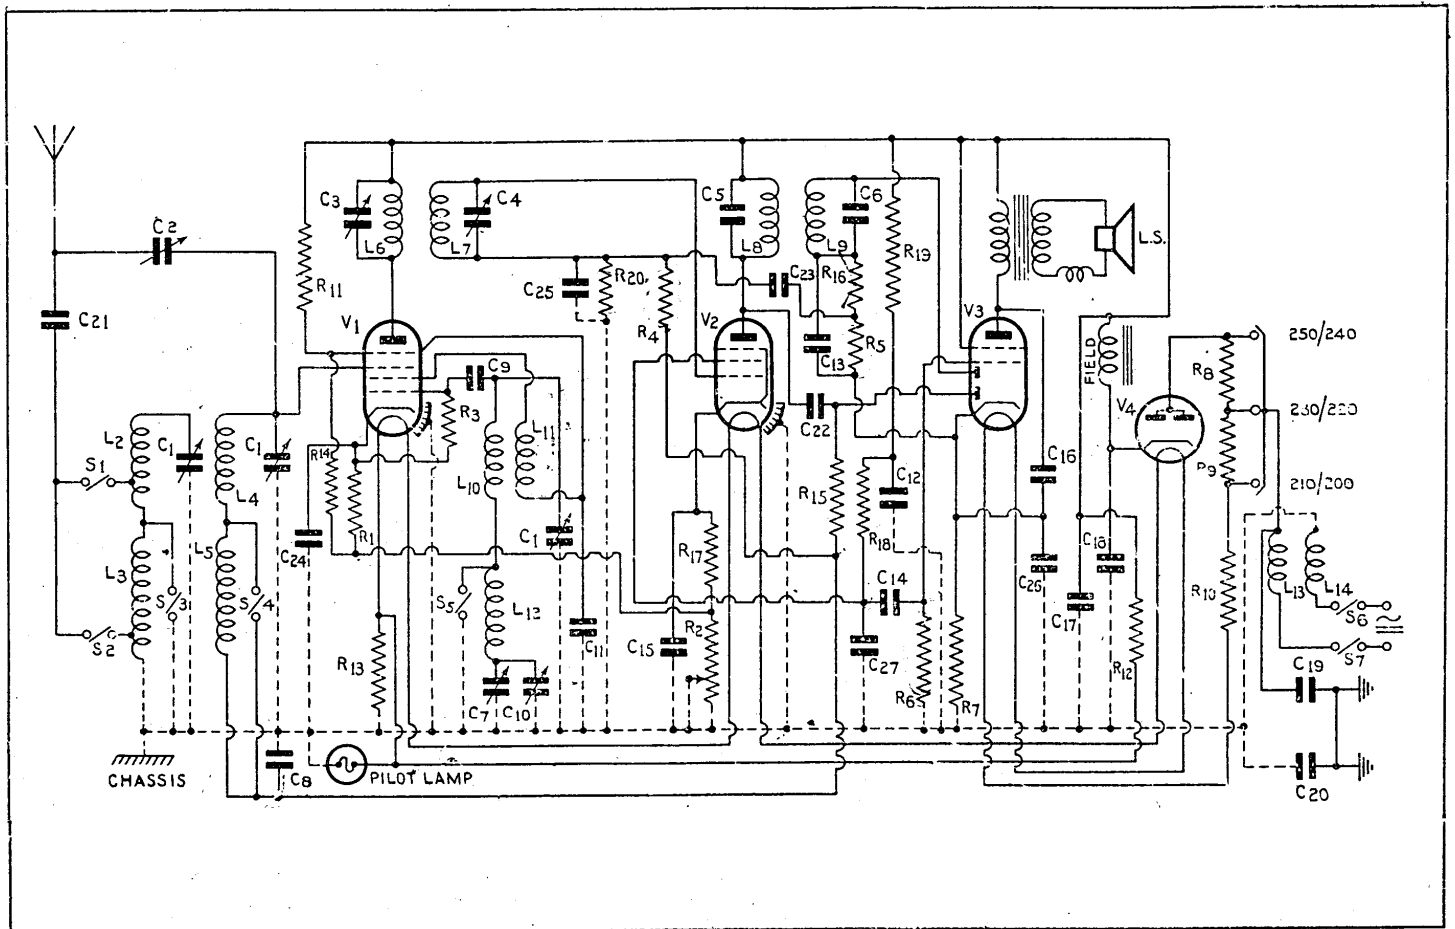 C3
C4
C5
C6
C2
L6
L7
L8
L9
R19
L.S.
R11
C25
R20
C23
R16
C21
V1
R4
V2
V3
R5
C13
250/240
FIELD
R8
C9
V4
R3
230/220
L2
C1
C1
R14
L11
C22
S1
L4
L10
C12
C16
R9
210/200
R15
L5
C24
R1
C1
R17
R18
C18
L3
C26
L13
L14
S3
S4
S5
L12
C14
R10
S6
C17
S2
R13
C11
C15
R2
C27
R12
S7
C19
R6
R7
C7
C10
CHASSIS
C8
PILOT LAMP
C20